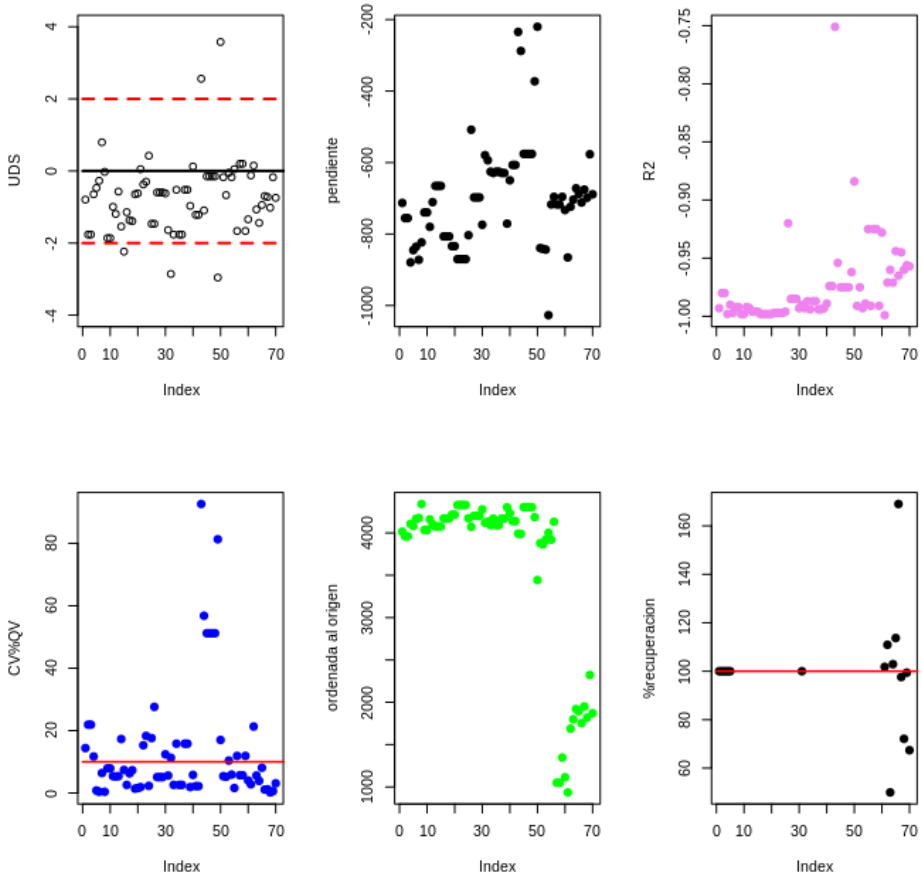 UDS
4
2
0
-2
-4
0 10 30 50 70
Index
pendiente
-200
-400
-600
-800
-1000
0 10 30 50 70
Index
R2
-0.75
-0.80
-0.85
-0.90
-0.95
-1.00
0 10 30 50 70
Index
CV%QV
80
60
40
20
0
0 10 30 50 70
Index
ordenada al origen
4000
3000
2000
1000
0 10 30 50 70
Index
%recuperacion
160
120
100
80
60
0 10 30 50 70
Index